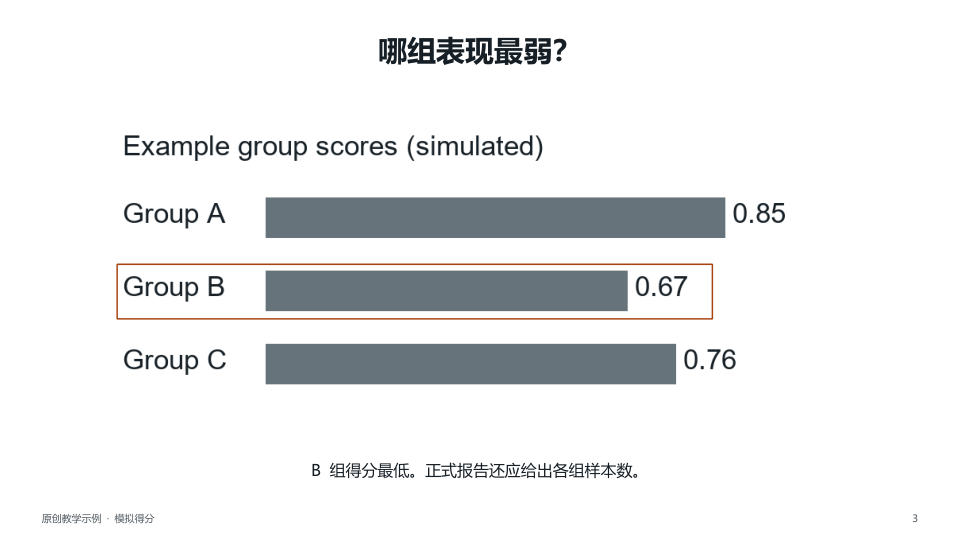 哪组表现最弱?
Example group scores (simulated)
Group A 0.85
Group B 0.67
Group C 0.76
B 组得分最低。正式报告还应给出各组样本数。
原创教学示例 · 模拟得分
3